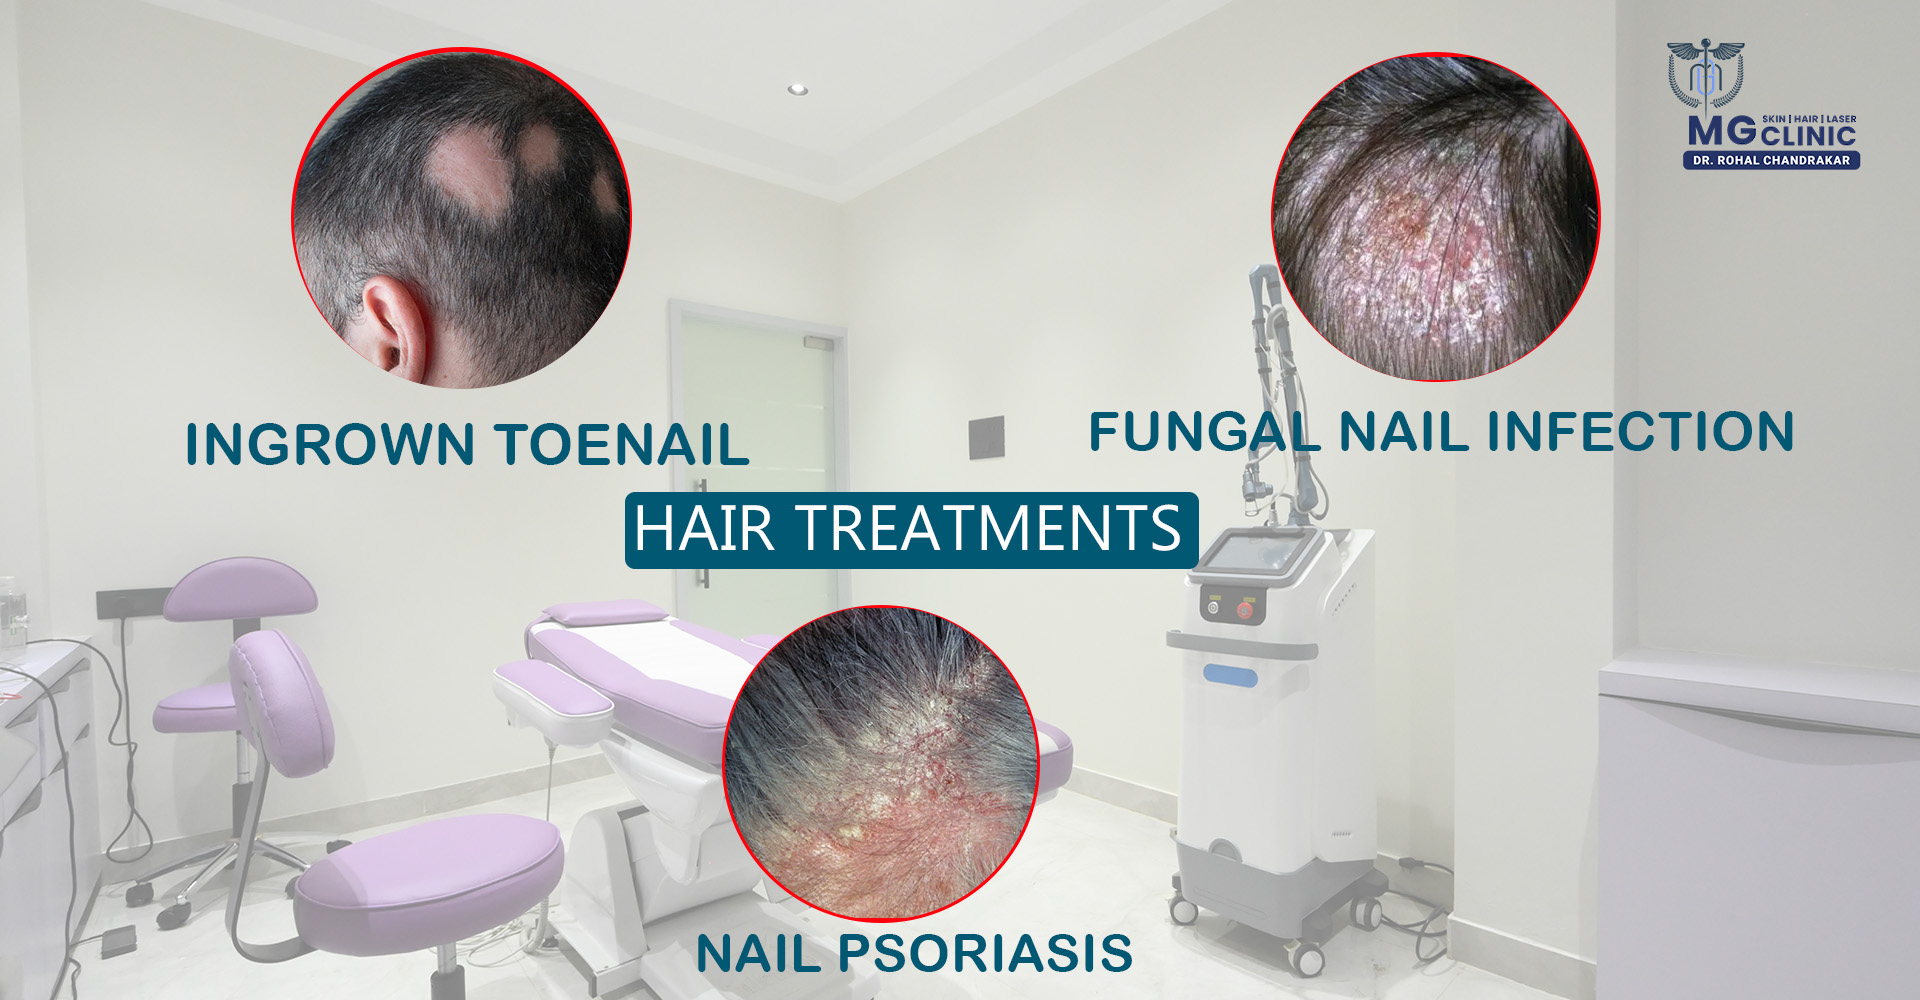 SKIN | HAIR | LASER
MG CLINIC
DR. ROHAL CHANDRAKAR
INGROWN TOENAIL
FUNGAL NAIL INFECTION
HAIR TREATMENTS
NAIL PSORIASIS